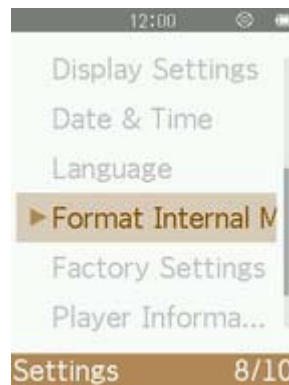 12:00
Display Settings
Date & Time
Language
Format Internal M
Factory Settings
Player Informa...
Settings 8/10